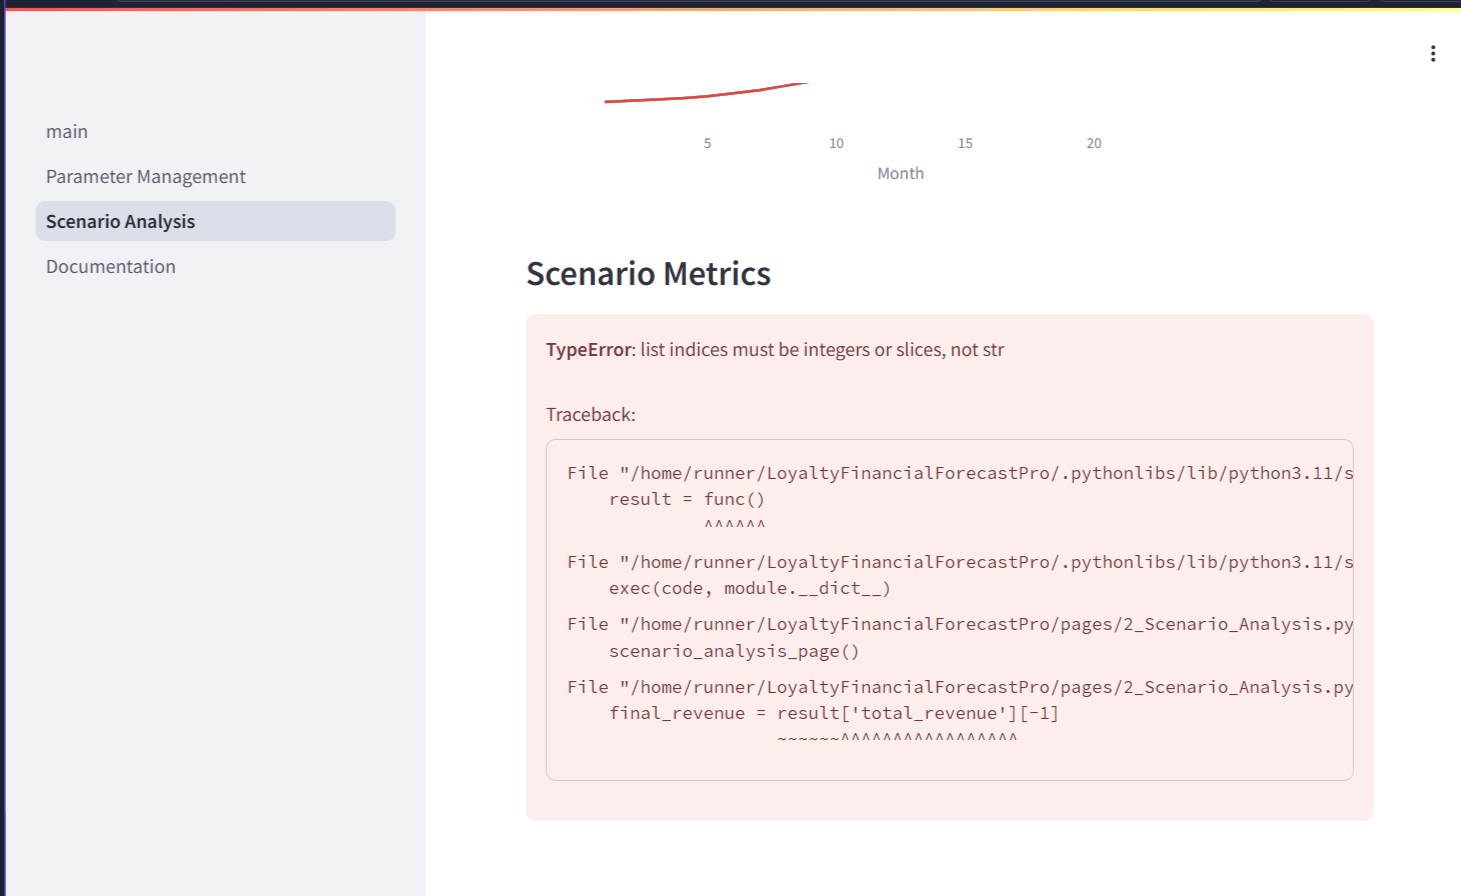 main
Parameter Management
Scenario Analysis
Documentation
5 10 15 20
Month
Scenario Metrics
TypeError: list indices must be integers or slices, not str
Traceback:
File "/home/runner/LoyaltyFinancialForecastPro/.pythonlibs/lib/python3.11/s
result = func()
^^^^^^
File "/home/runner/LoyaltyFinancialForecastPro/.pythonlibs/lib/python3.11/s
exec(code, module.__dict__)
File "/home/runner/LoyaltyFinancialForecastPro/pages/2_Scenario_Analysis.py
scenario_analysis_page()
File "/home/runner/LoyaltyFinancialForecastPro/pages/2_Scenario_Analysis.py
final_revenue = result['total_revenue'][-1]
~~~~~~^^^^^^^^^^^^^^^^^